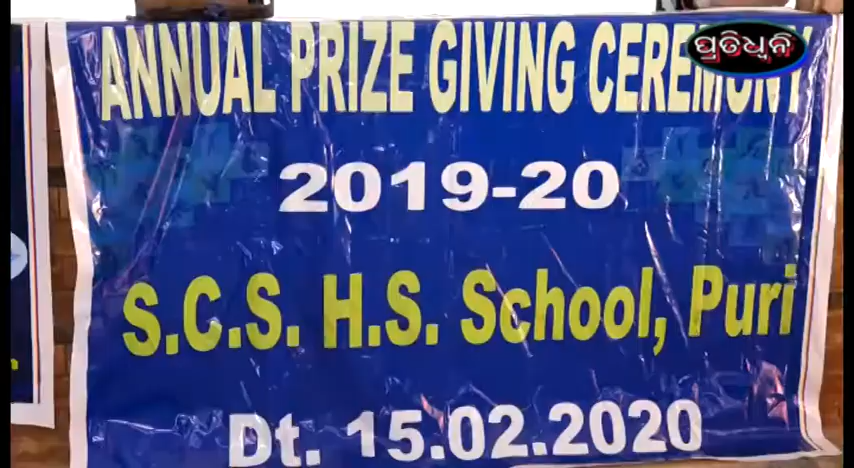 ପ୍ରତିଧ୍ୱନି
ANNUAL PRIZE GIVING CEREMONY
2019-20
S.C.S. H.S. School, Puri
Dt. 15.02.2020